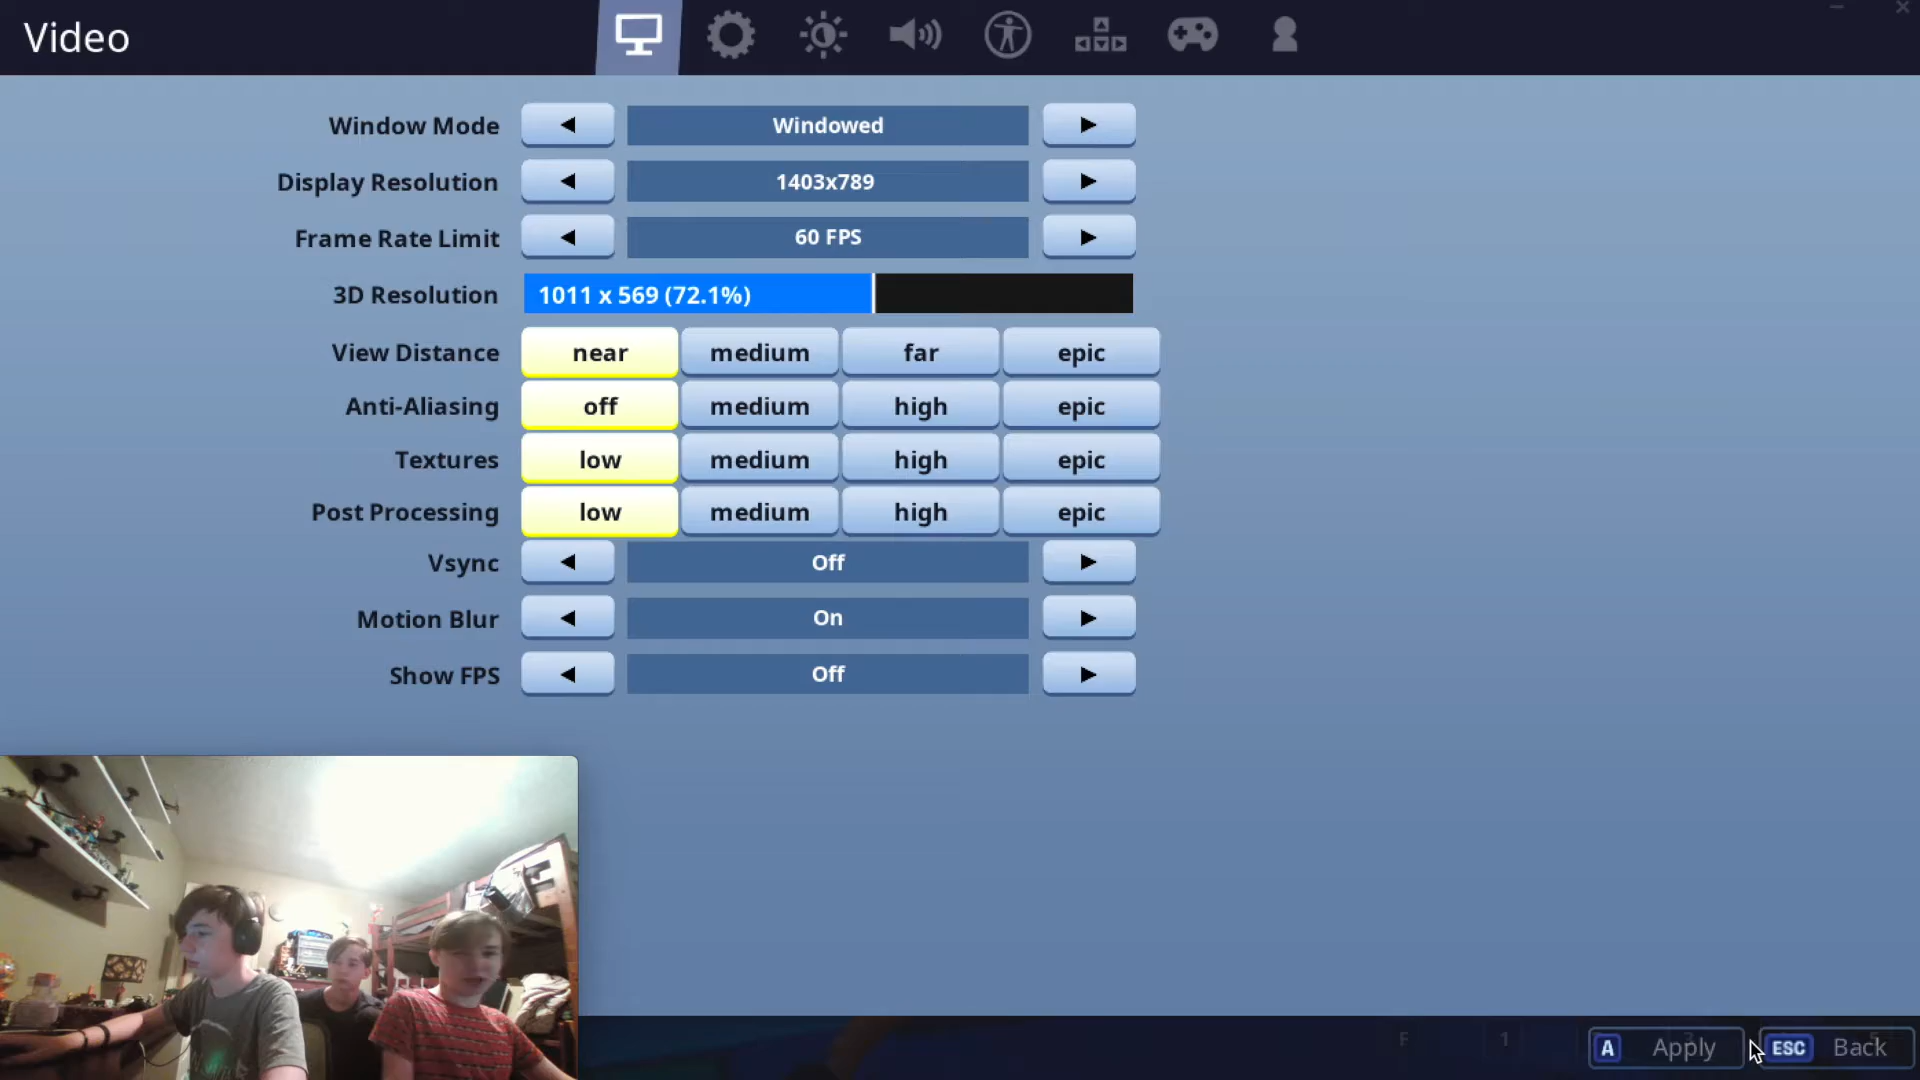 Video
Window Mode ◀ Windowed ▶
Display Resolution ◀ 1403x789 ▶
Frame Rate Limit ◀ 60 FPS ▶
3D Resolution 1011 x 569 (72.1%)
View Distance near medium far epic
Anti-Aliasing off medium high epic
Textures low medium high epic
Post Processing low medium high epic
Vsync ◀ Off ▶
Motion Blur ◀ On ▶
Show FPS ◀ Off ▶
F 1
A Apply ESC Back